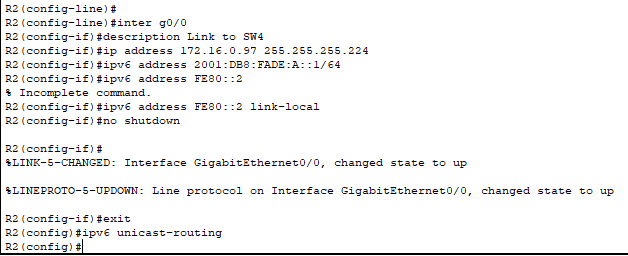 R2(config-line)#
R2(config-line)#inter g0/0
R2(config-if)#description Link to SW4
R2(config-if)#ip address 172.16.0.97 255.255.255.224
R2(config-if)#ipv6 address 2001:DB8:FADE:A::1/64
R2(config-if)#ipv6 address FE80::2
% Incomplete command.
R2(config-if)#ipv6 address FE80::2 link-local
R2(config-if)#no shutdown
R2(config-if)#
%LINK-5-CHANGED: Interface GigabitEthernet0/0, changed state to up
%LINEPROTO-5-UPDOWN: Line protocol on Interface GigabitEthernet0/0, changed state to up
R2(config-if)#exit
R2(config)#ipv6 unicast-routing
R2(config)#